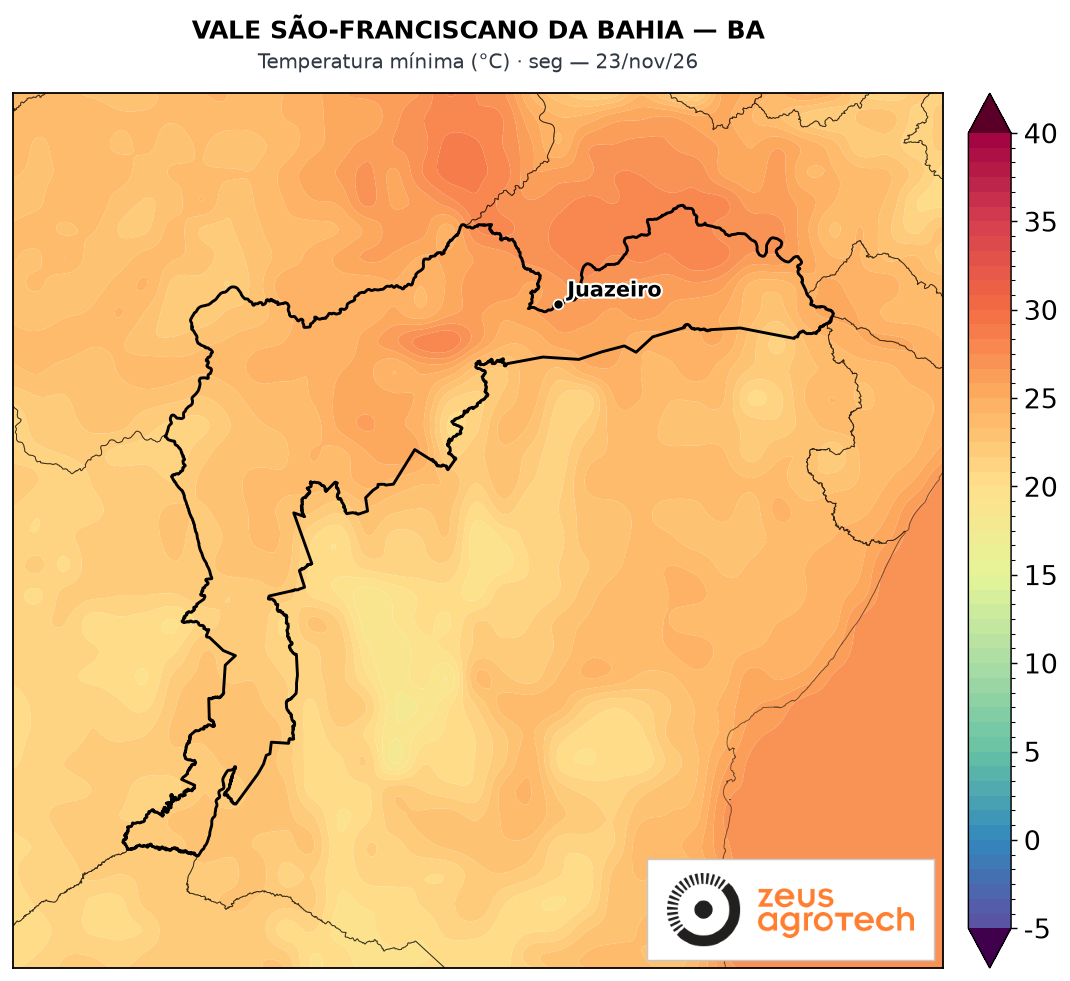 VALE SÃO-FRANCISCANO DA BAHIA — BA
Temperatura mínima (°C) · seg — 23/nov/26
Juazeiro
40
35
30
25
20
15
10
5
0
-5
zeus
agrotech